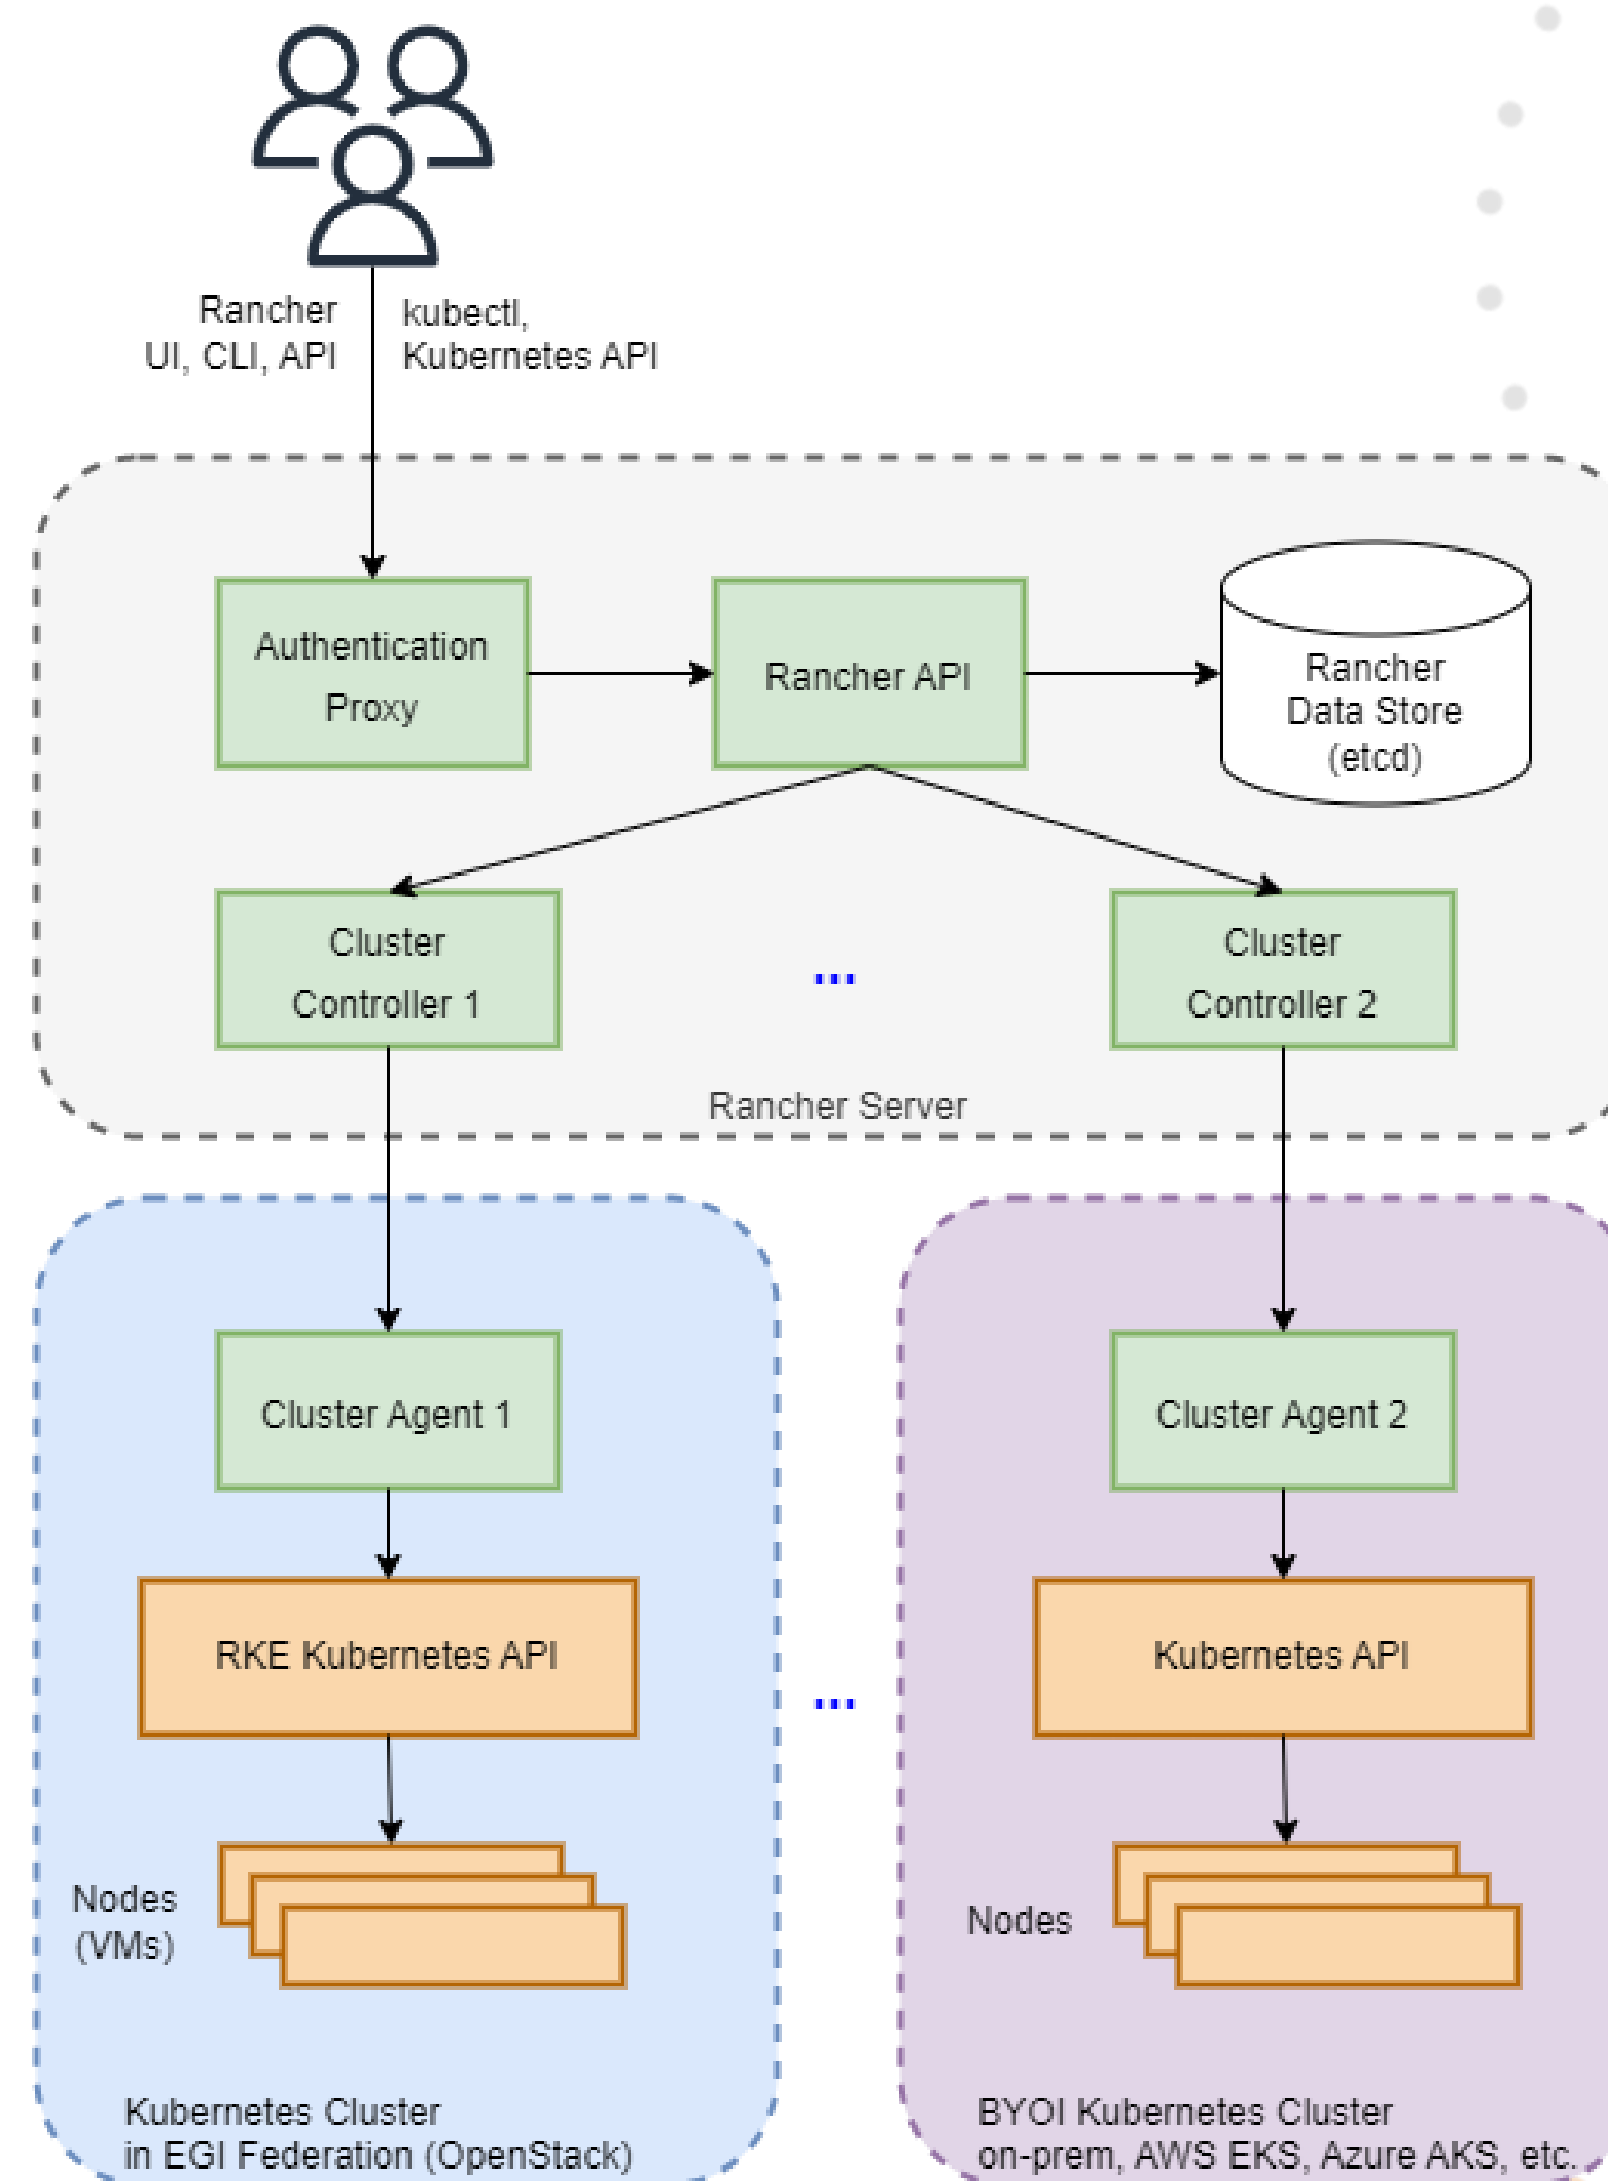 Rancher
UI, CLI, API
kubectl,
Kubernetes API
Authentication
Proxy
Rancher API
Rancher
Data Store
(etcd)
Cluster
Controller 1
...
Cluster
Controller 2
Rancher Server
Cluster Agent 1
Cluster Agent 2
RKE Kubernetes API
...
Kubernetes API
Nodes
(VMs)
Nodes
Kubernetes Cluster
in EGI Federation (OpenStack)
BYOI Kubernetes Cluster
on-prem, AWS EKS, Azure AKS, etc.